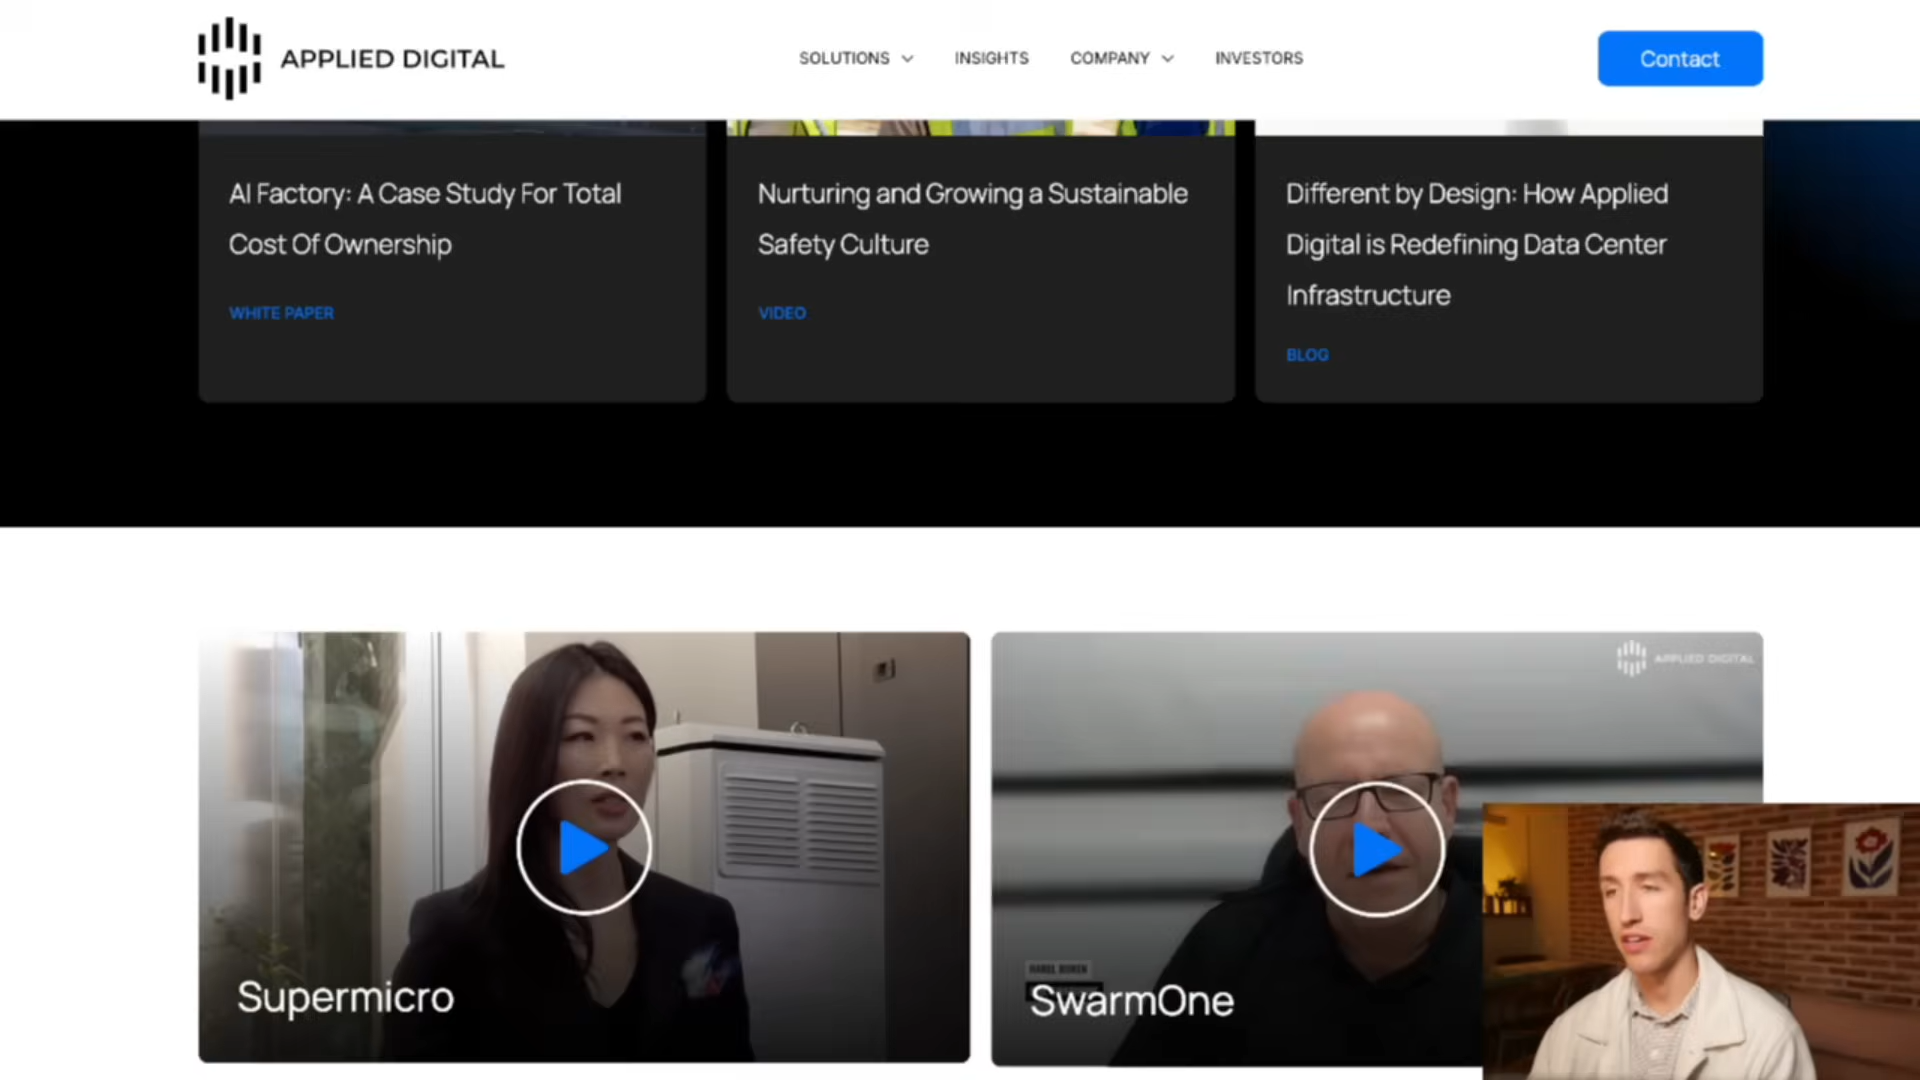 APPLIED DIGITAL
SOLUTIONS
INSIGHTS
COMPANY
INVESTORS
Contact
AI Factory: A Case Study For Total
Cost Of Ownership
WHITE PAPER
Nurturing and Growing a Sustainable
Safety Culture
VIDEO
Different by Design: How Applied
Digital is Redefining Data Center
Infrastructure
BLOG
Supermicro
APPLIED DIGITAL
SwarmOne